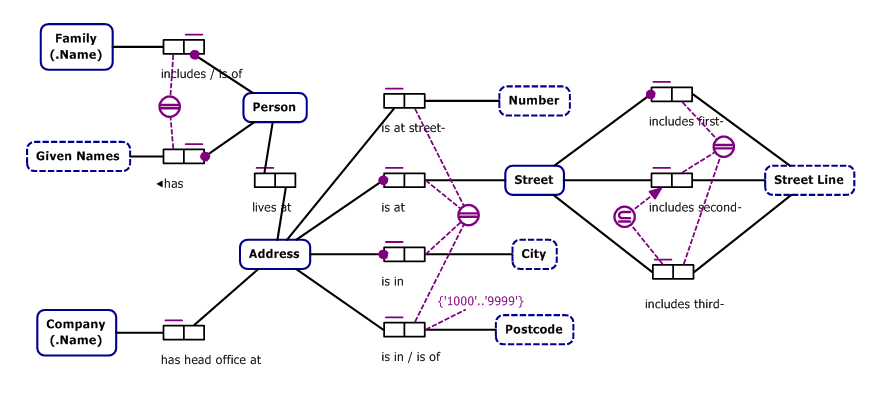 Family
(.Name)
includes / is of
Person
Given Names
◄has
lives at
Address
Company
(.Name)
has head office at
Number
is at street-
is at
Street
is in
City
{'1000'..'9999'}
Postcode
is in / is of
includes first-
includes second-
Street Line
includes third-